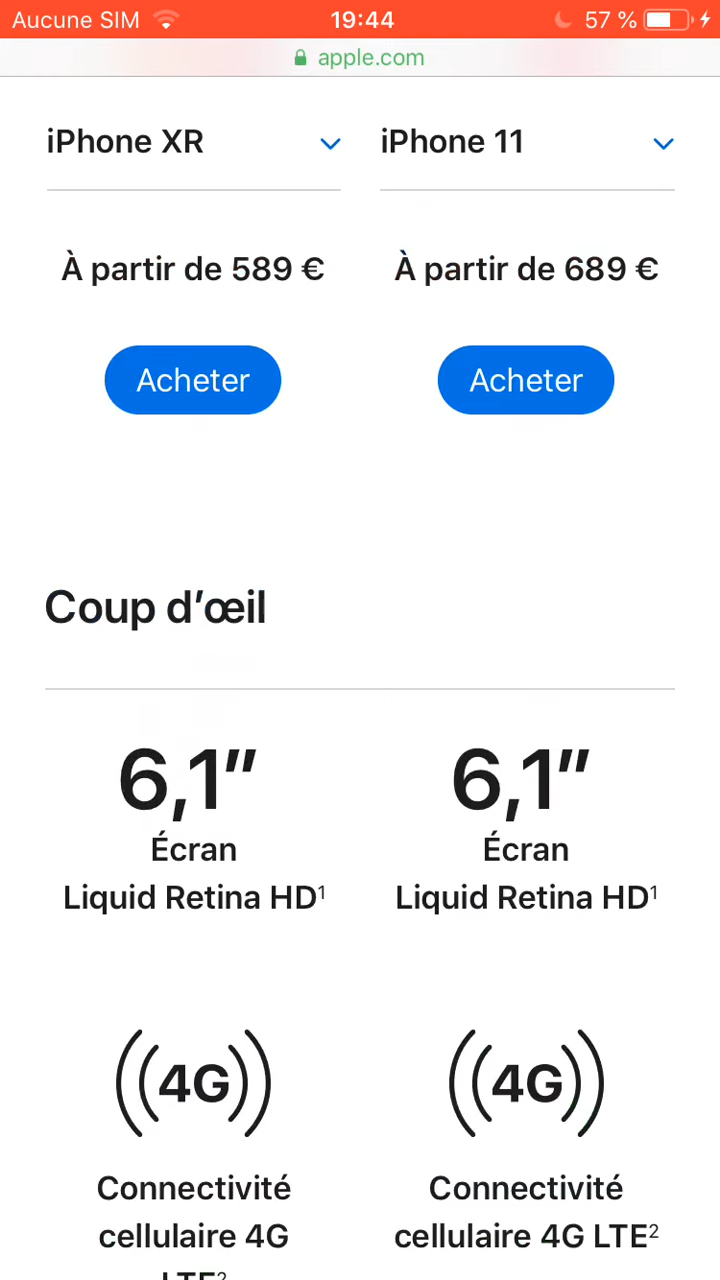 Aucune SIM 19:44 57 %
apple.com
iPhone XR iPhone 11
À partir de 589 € À partir de 689 €
Acheter Acheter
Coup d’œil
6,1” 6,1”
Écran Écran
Liquid Retina HD¹ Liquid Retina HD¹
4G 4G
Connectivité Connectivité
cellulaire 4G cellulaire 4G LTE²
LTE².